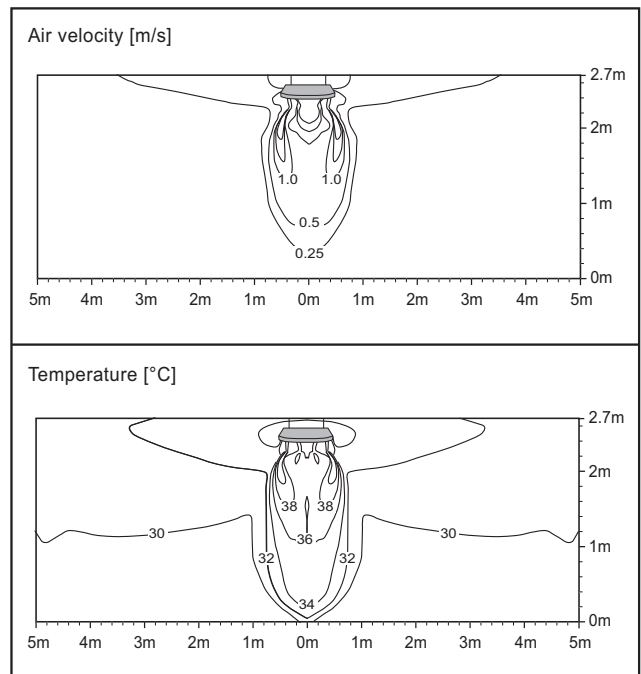 Air velocity [m/s]
2.7m
2m
1.0 1.0
1m
0.5
0.25
0m
5m 4m 3m 2m 1m 0m 1m 2m 3m 4m 5m
Temperature [°C]
2.7m
2m
38 38
30 36 30
1m
32 32
34
0m
5m 4m 3m 2m 1m 0m 1m 2m 3m 4m 5m